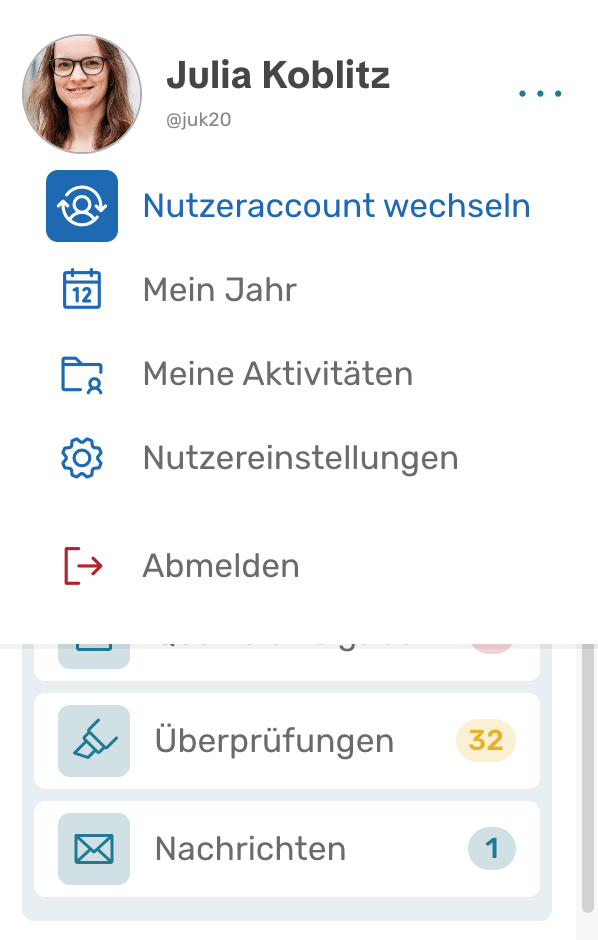 Julia Koblitz
@juk20
Nutzeraccount wechseln
12
Mein Jahr
Meine Aktivitäten
Nutzereinstellungen
Abmelden
Überprüfungen 32
Nachrichten 1